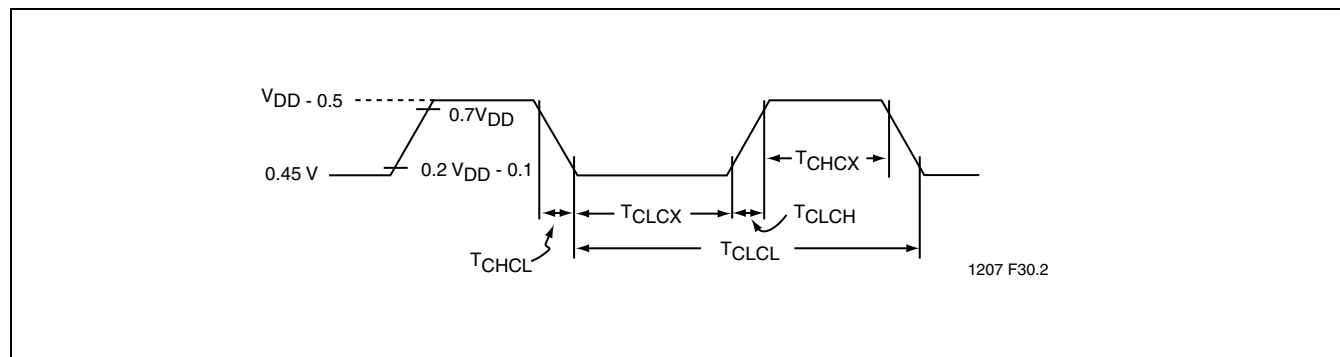 VDD - 0.5
0.7VDD
0.45 V
0.2 VDD - 0.1
TCHCX
TCLCX
TCLCH
TCHCL
TCLCL
1207 F30.2